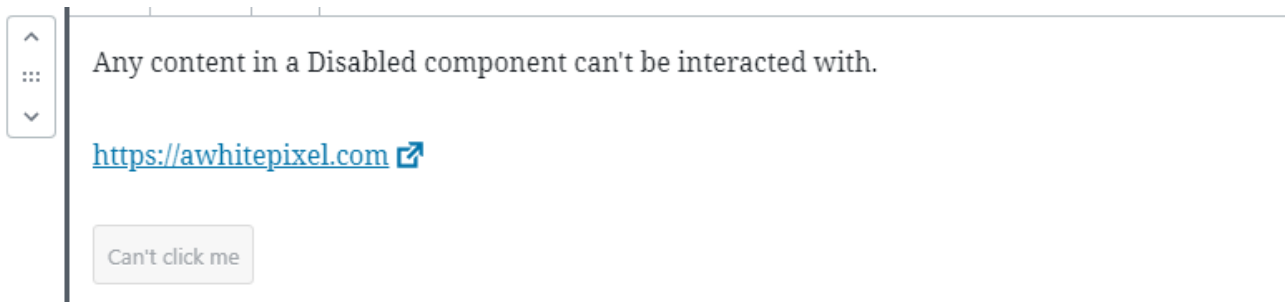 Any content in a Disabled component can't be interacted with.
https://awhitepixel.com
Can't click me